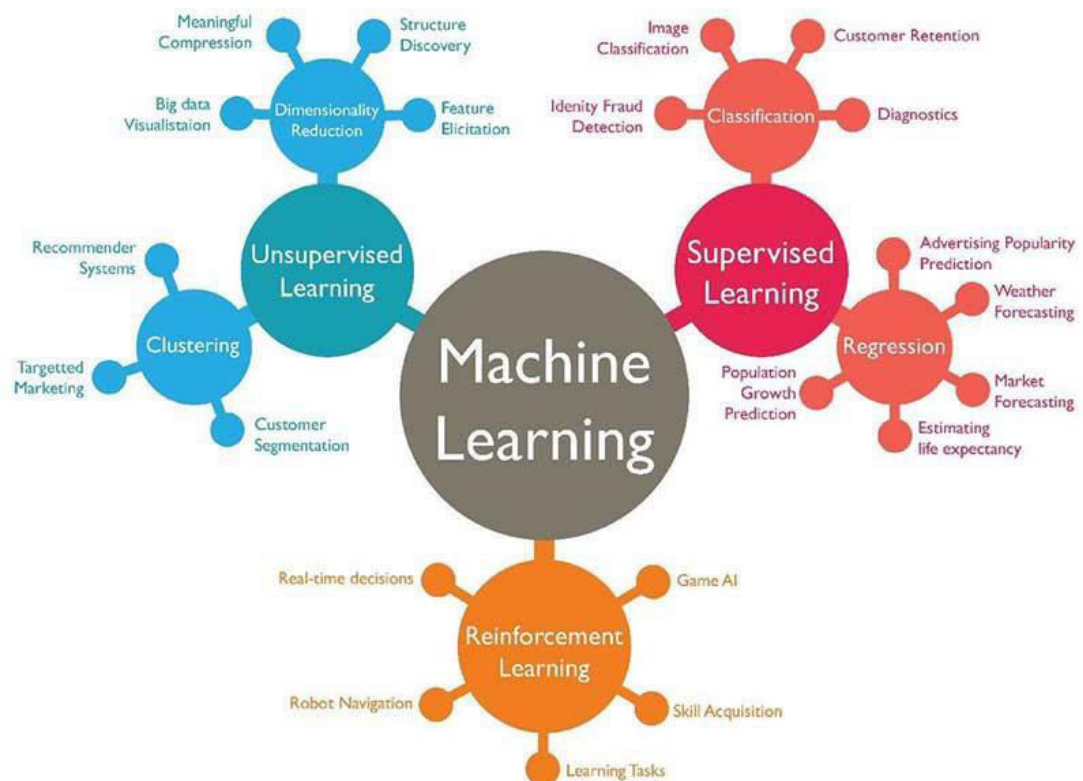 Meaningful
Compression
Structure
Discovery
Big data
Visualistaion
Dimensionality
Reduction
Feature
Elicitation
Image
Classification
Customer Retention
Idenity Fraud
Detection
Classification
Diagnostics
Unsupervised
Learning
Recommender
Systems
Clustering
Targetted
Marketing
Customer
Segmentation
Supervised
Learning
Advertising Popularity
Prediction
Weather
Forecasting
Regression
Population
Growth
Prediction
Market
Forecasting
Estimating
life expectancy
Machine
Learning
Real-time decisions
Game AI
Reinforcement
Learning
Robot Navigation
Skill Acquisition
Learning Tasks